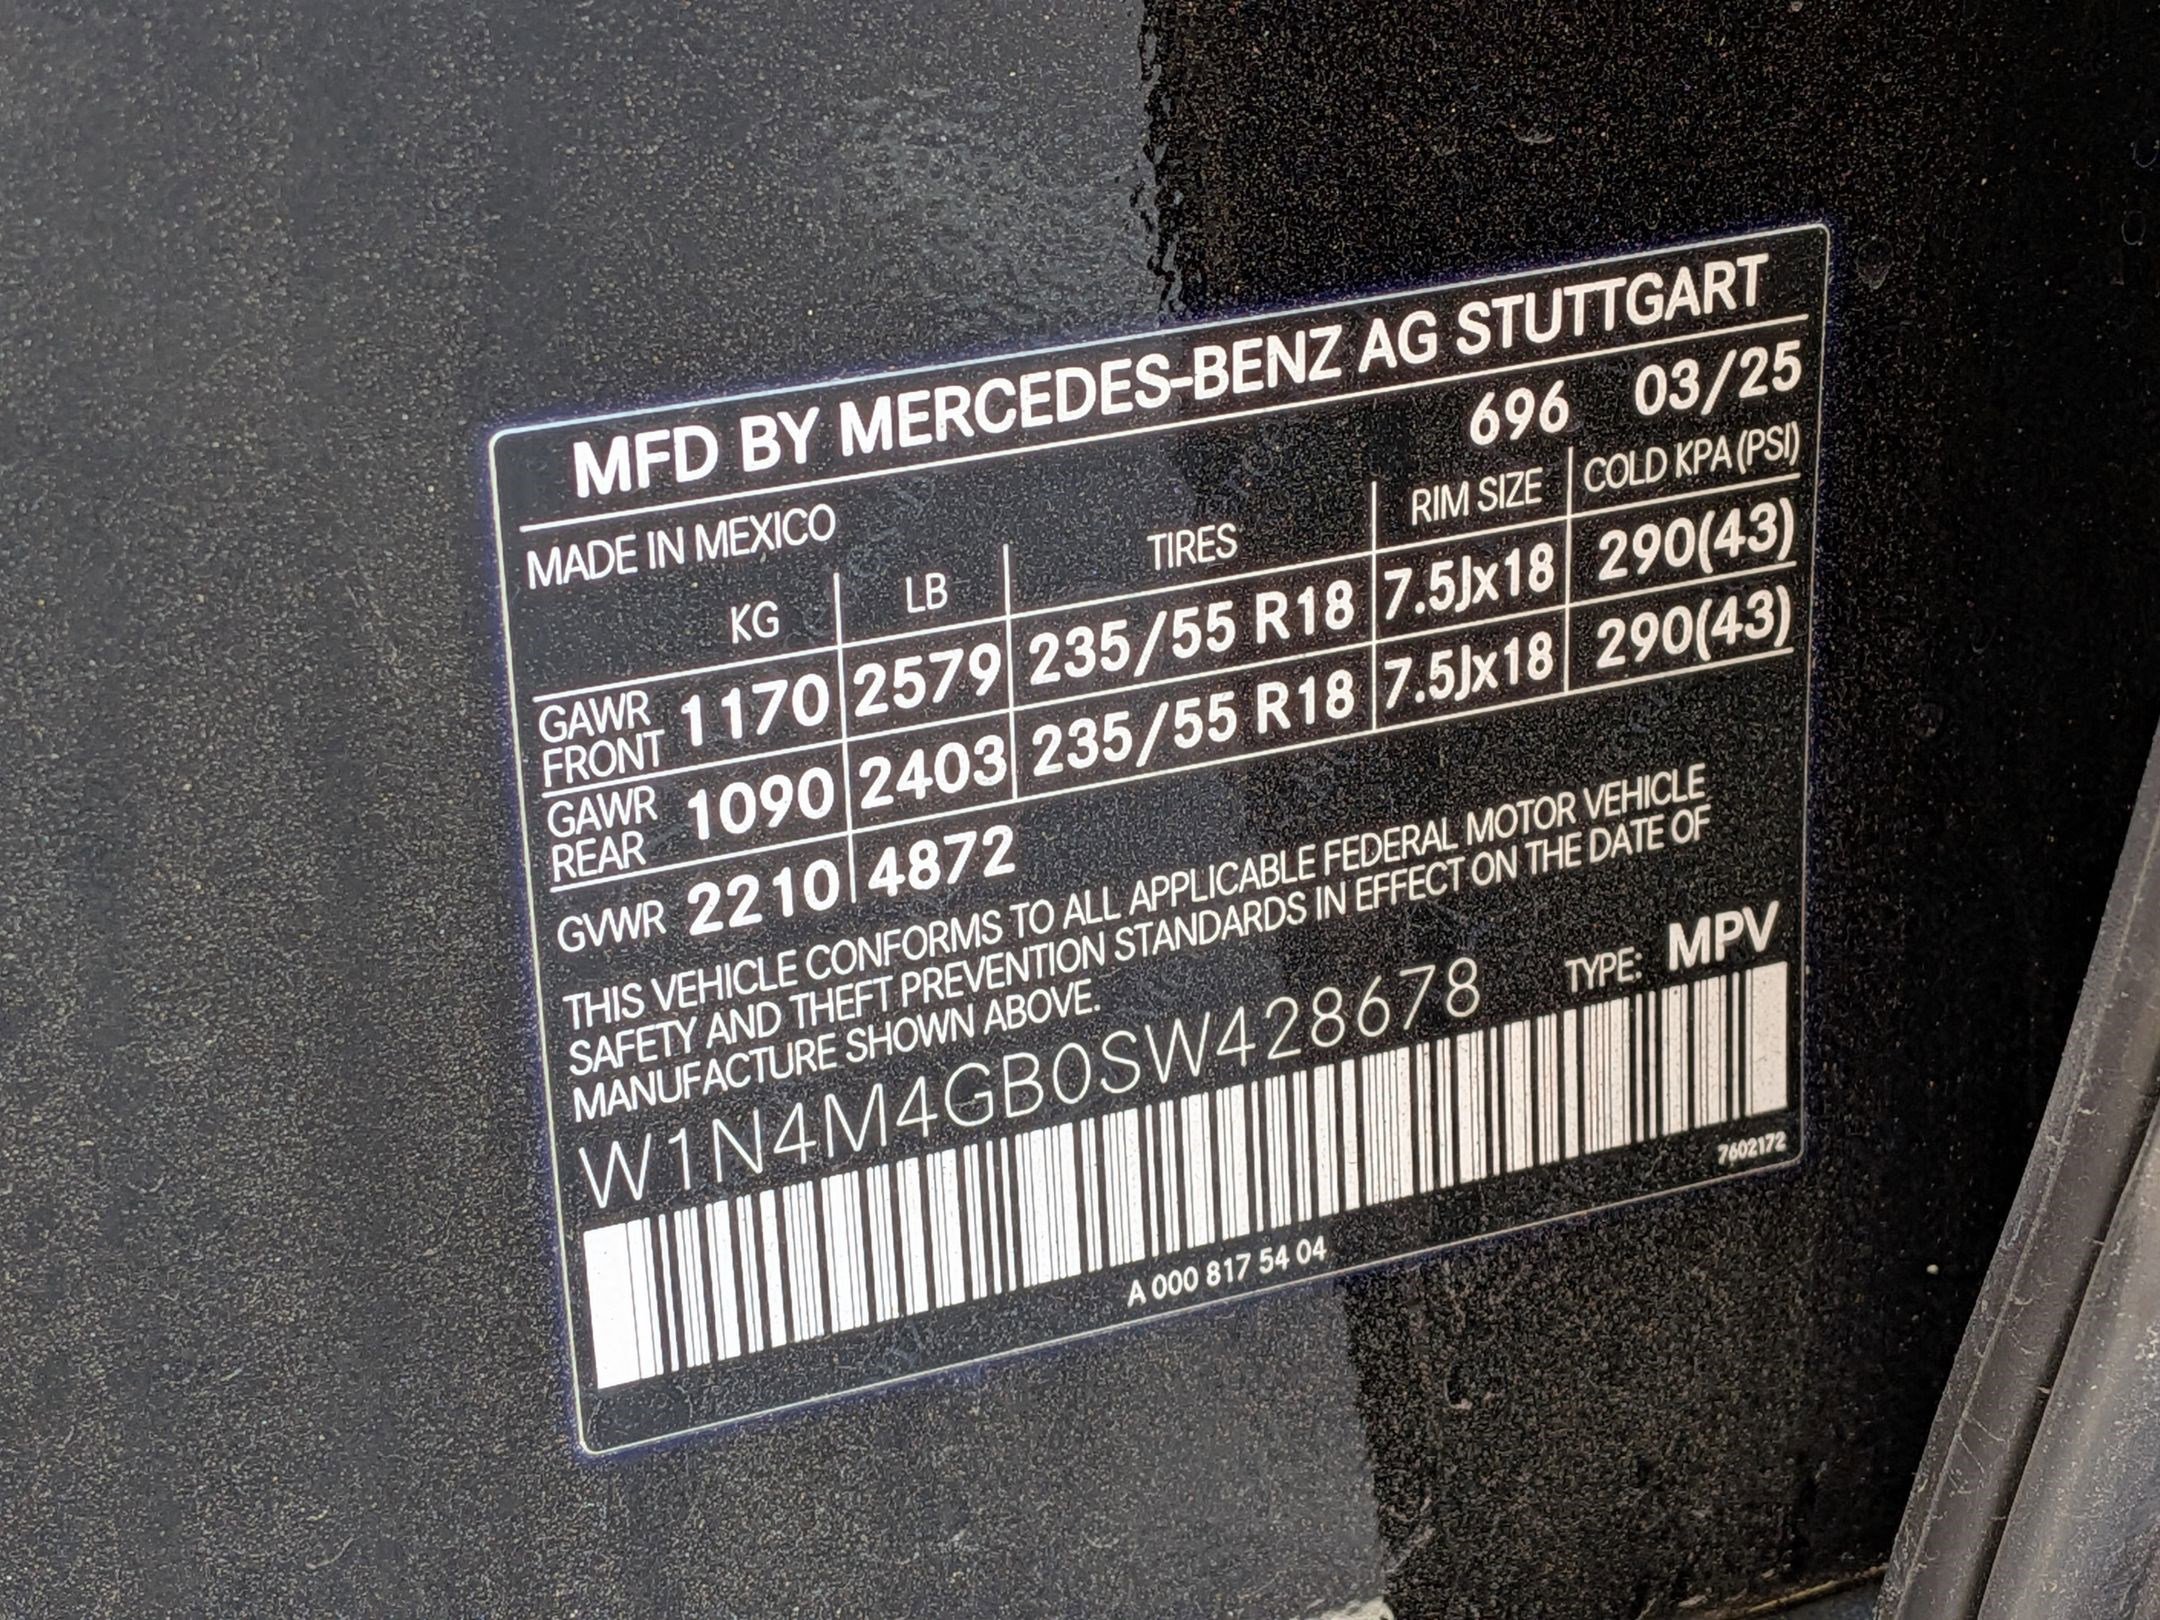 MFD BY MERCEDES-BENZ AG STUTTGART
MADE IN MEXICO 696 03/25
KG LB TIRES RIM SIZE COLD KPA (PSI)
GAWR FRONT 1170 2579 235/55 R18 7.5Jx18 290(43)
GAWR REAR 1090 2403 235/55 R18 7.5Jx18 290(43)
GVWR 2210 4872
THIS VEHICLE CONFORMS TO ALL APPLICABLE FEDERAL MOTOR VEHICLE
SAFETY AND THEFT PREVENTION STANDARDS IN EFFECT ON THE DATE OF
MANUFACTURE SHOWN ABOVE.
TYPE: MPV
W1N4M4GB0SW428678
7602172
A 000 817 54 04